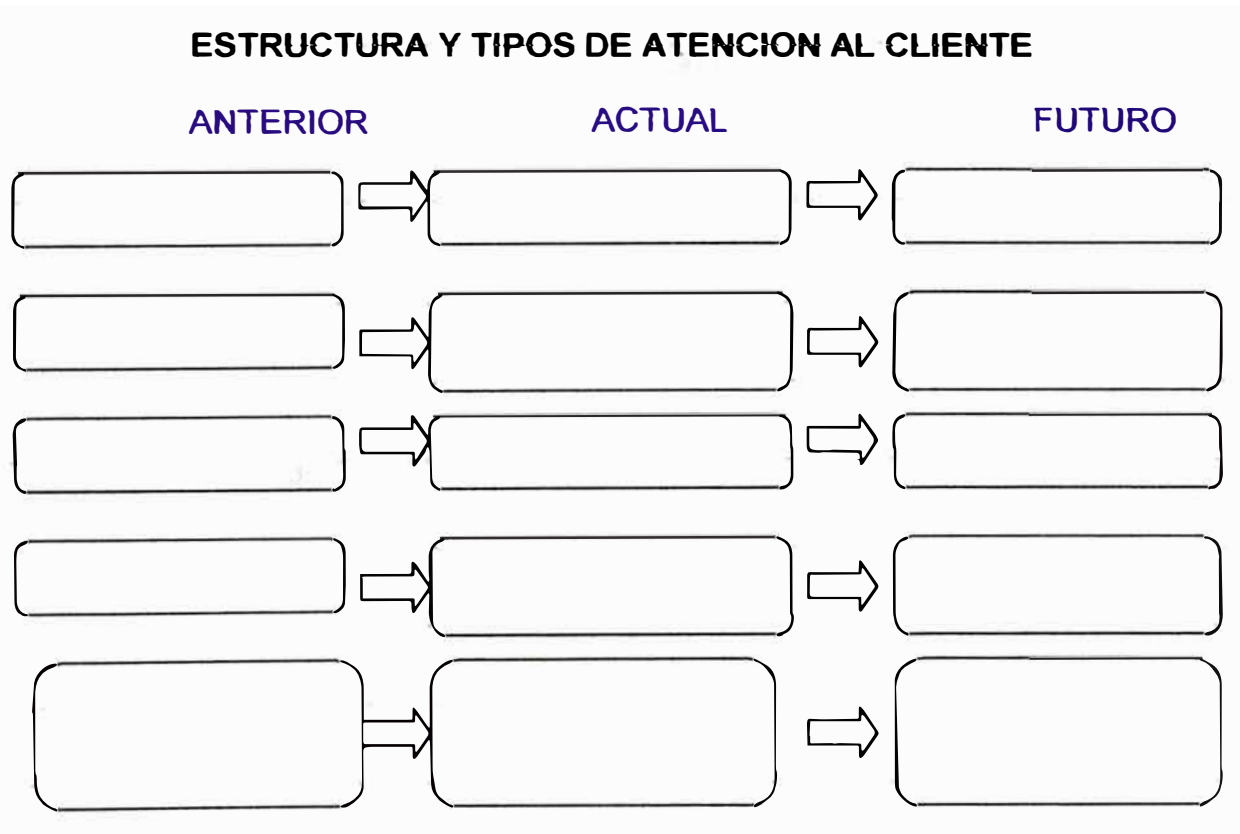 ESTRUCTURA Y TIPOS DE ATENCION AL CLIENTE
ANTERIOR ACTUAL FUTURO